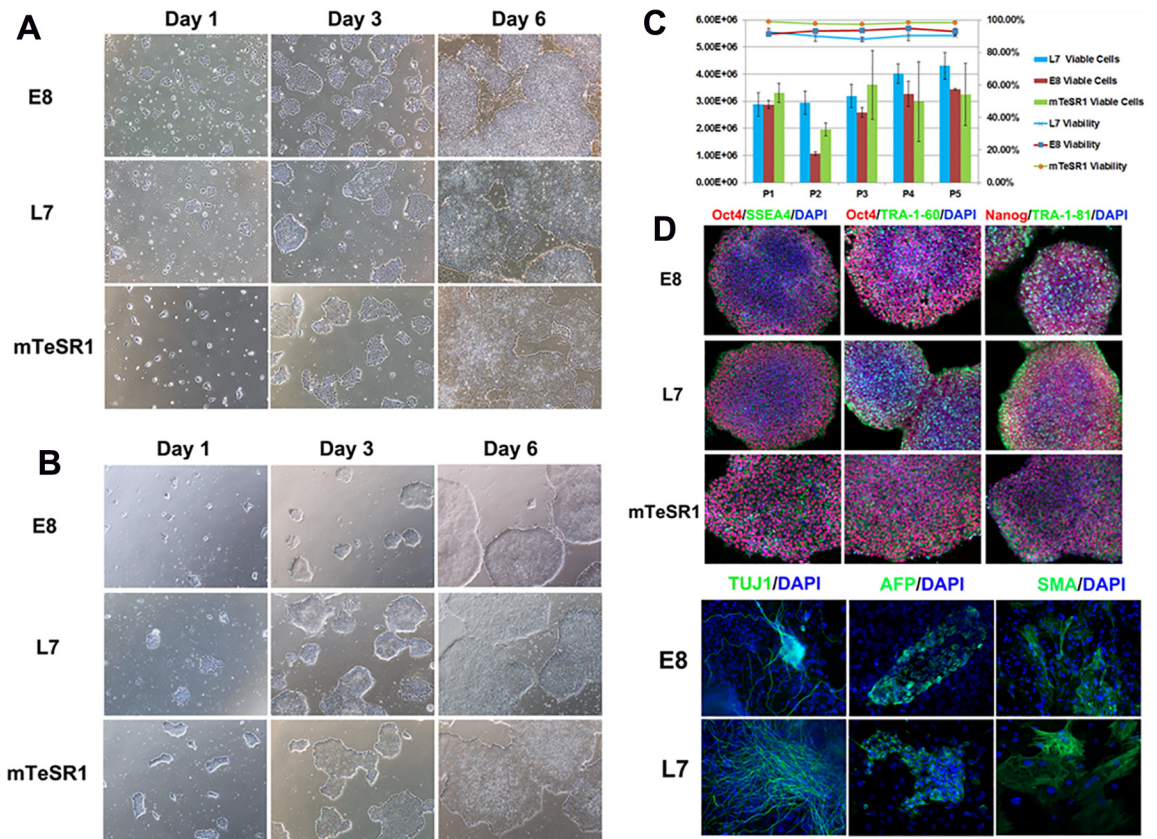 A
Day 1 Day 3 Day 6
E8
L7
mTeSR1
B
Day 1 Day 3 Day 6
E8
L7
mTeSR1
C
6.00E+06 100.00%
5.00E+06 80.00%
4.00E+06 60.00%
3.00E+06
2.00E+06 40.00%
1.00E+06 20.00%
0.00E+00 0.00%
P1 P2 P3 P4 P5
L7 Viable Cells
E8 Viable Cells
mTeSR1 Viable Cells
L7 Viability
E8 Viability
mTeSR1 Viability
D
Oct4/SSEA4/DAPI Oct4/TRA-1-60/DAPI Nanog/TRA-1-81/DAPI
E8
L7
mTeSR1
TUJ1/DAPI AFP/DAPI SMA/DAPI
E8
L7